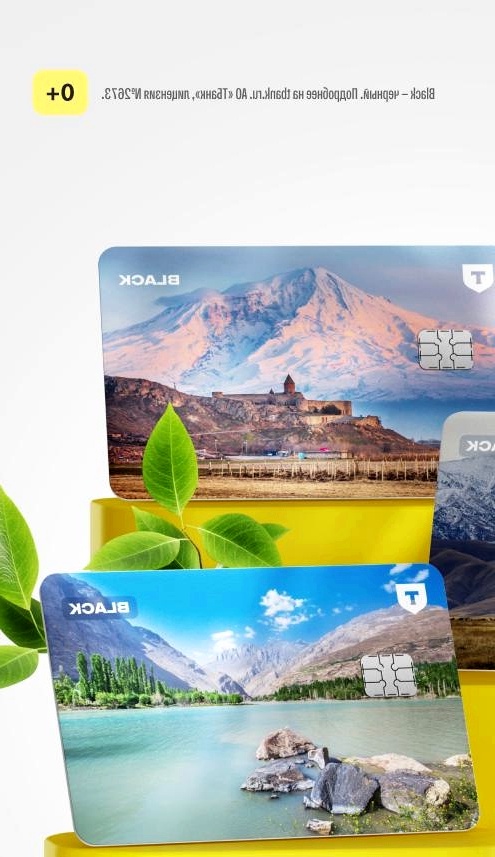 Black – черный. Подробнее на tbank.ru. АО «ТБанк», лицензия №2673. 0+
T BLACK
T BLACK